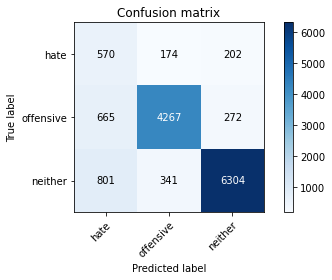 Confusion matrix
hate 570 174 202
offensive 665 4267 272
neither 801 341 6304
hate offensive neither
True label
Predicted label
6000
5000
4000
3000
2000
1000